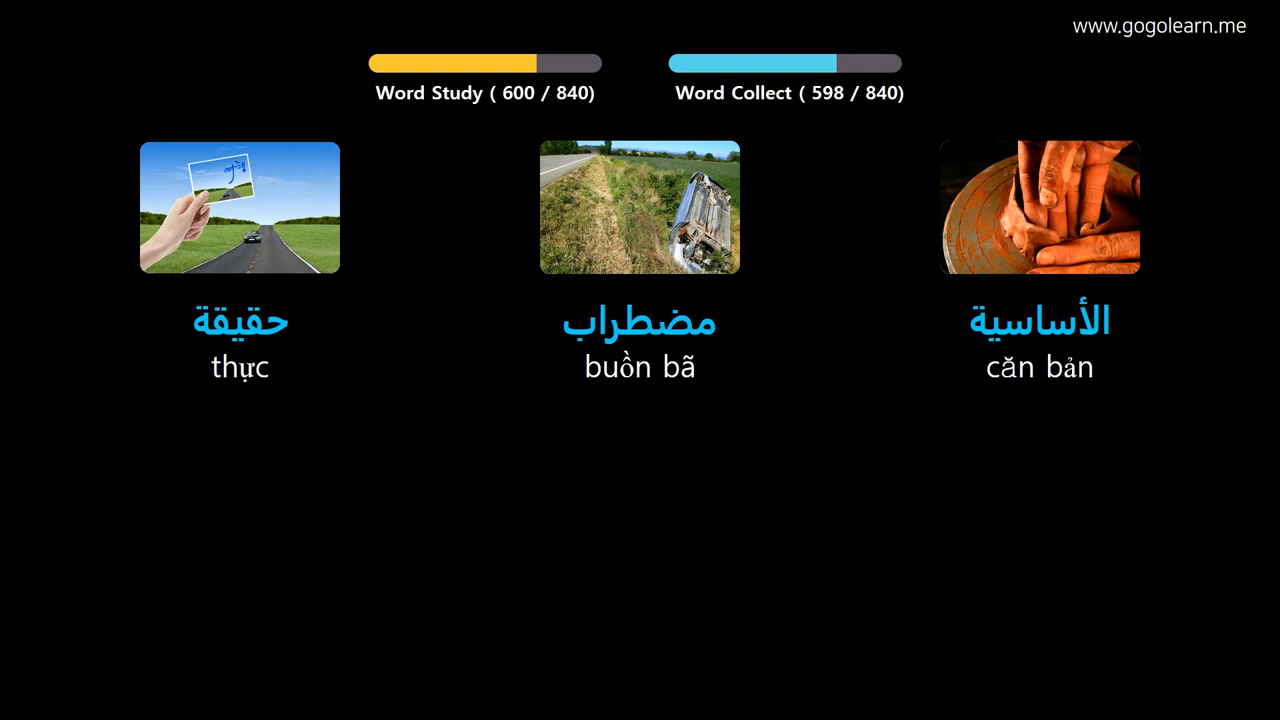 www.gogolearn.me
Word Study ( 600 / 840)
Word Collect ( 598 / 840)
حقيقة
thực
مضطراب
buồn bã
الأساسية
căn bản